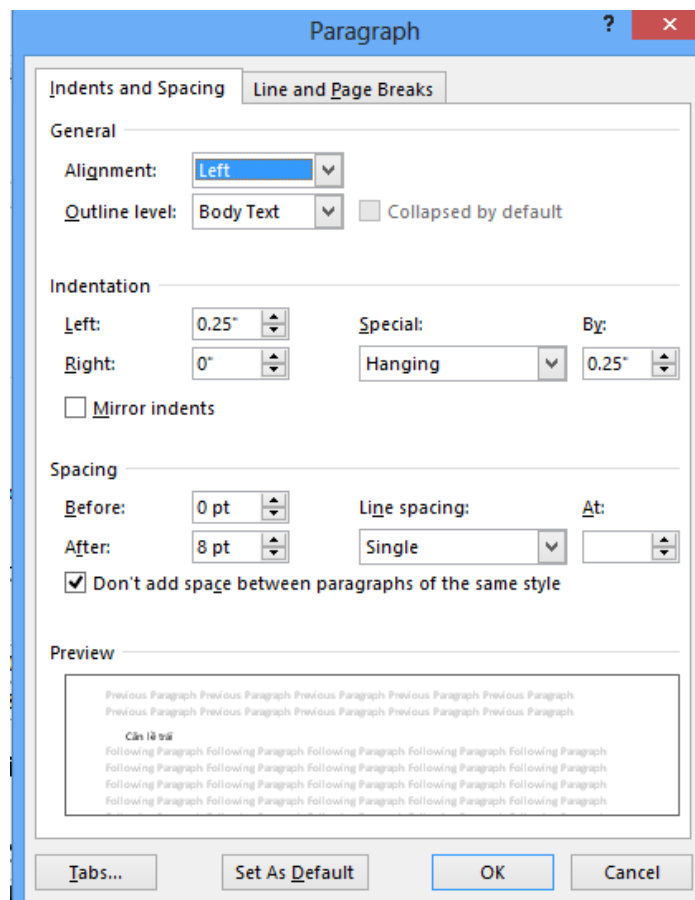 Paragraph ?
Indents and Spacing Line and Page Breaks
General
Alignment: Left
Outline level: Body Text Collapsed by default
Indentation
Left: 0.25" Special: By:
Right: 0" Hanging 0.25"
Mirror indents
Spacing
Before: 0 pt Line spacing: At:
After: 8 pt Single
Don't add space between paragraphs of the same style
Preview
Previous Paragraph Previous Paragraph Previous Paragraph Previous Paragraph Previous Paragraph
Previous Paragraph Previous Paragraph Previous Paragraph Previous Paragraph Previous Paragraph
Căn lề trái
Following Paragraph Following Paragraph Following Paragraph Following Paragraph Following Paragraph
Following Paragraph Following Paragraph Following Paragraph Following Paragraph Following Paragraph
Following Paragraph Following Paragraph Following Paragraph Following Paragraph Following Paragraph
Following Paragraph Following Paragraph Following Paragraph Following Paragraph Following Paragraph
Tabs... Set As Default OK Cancel